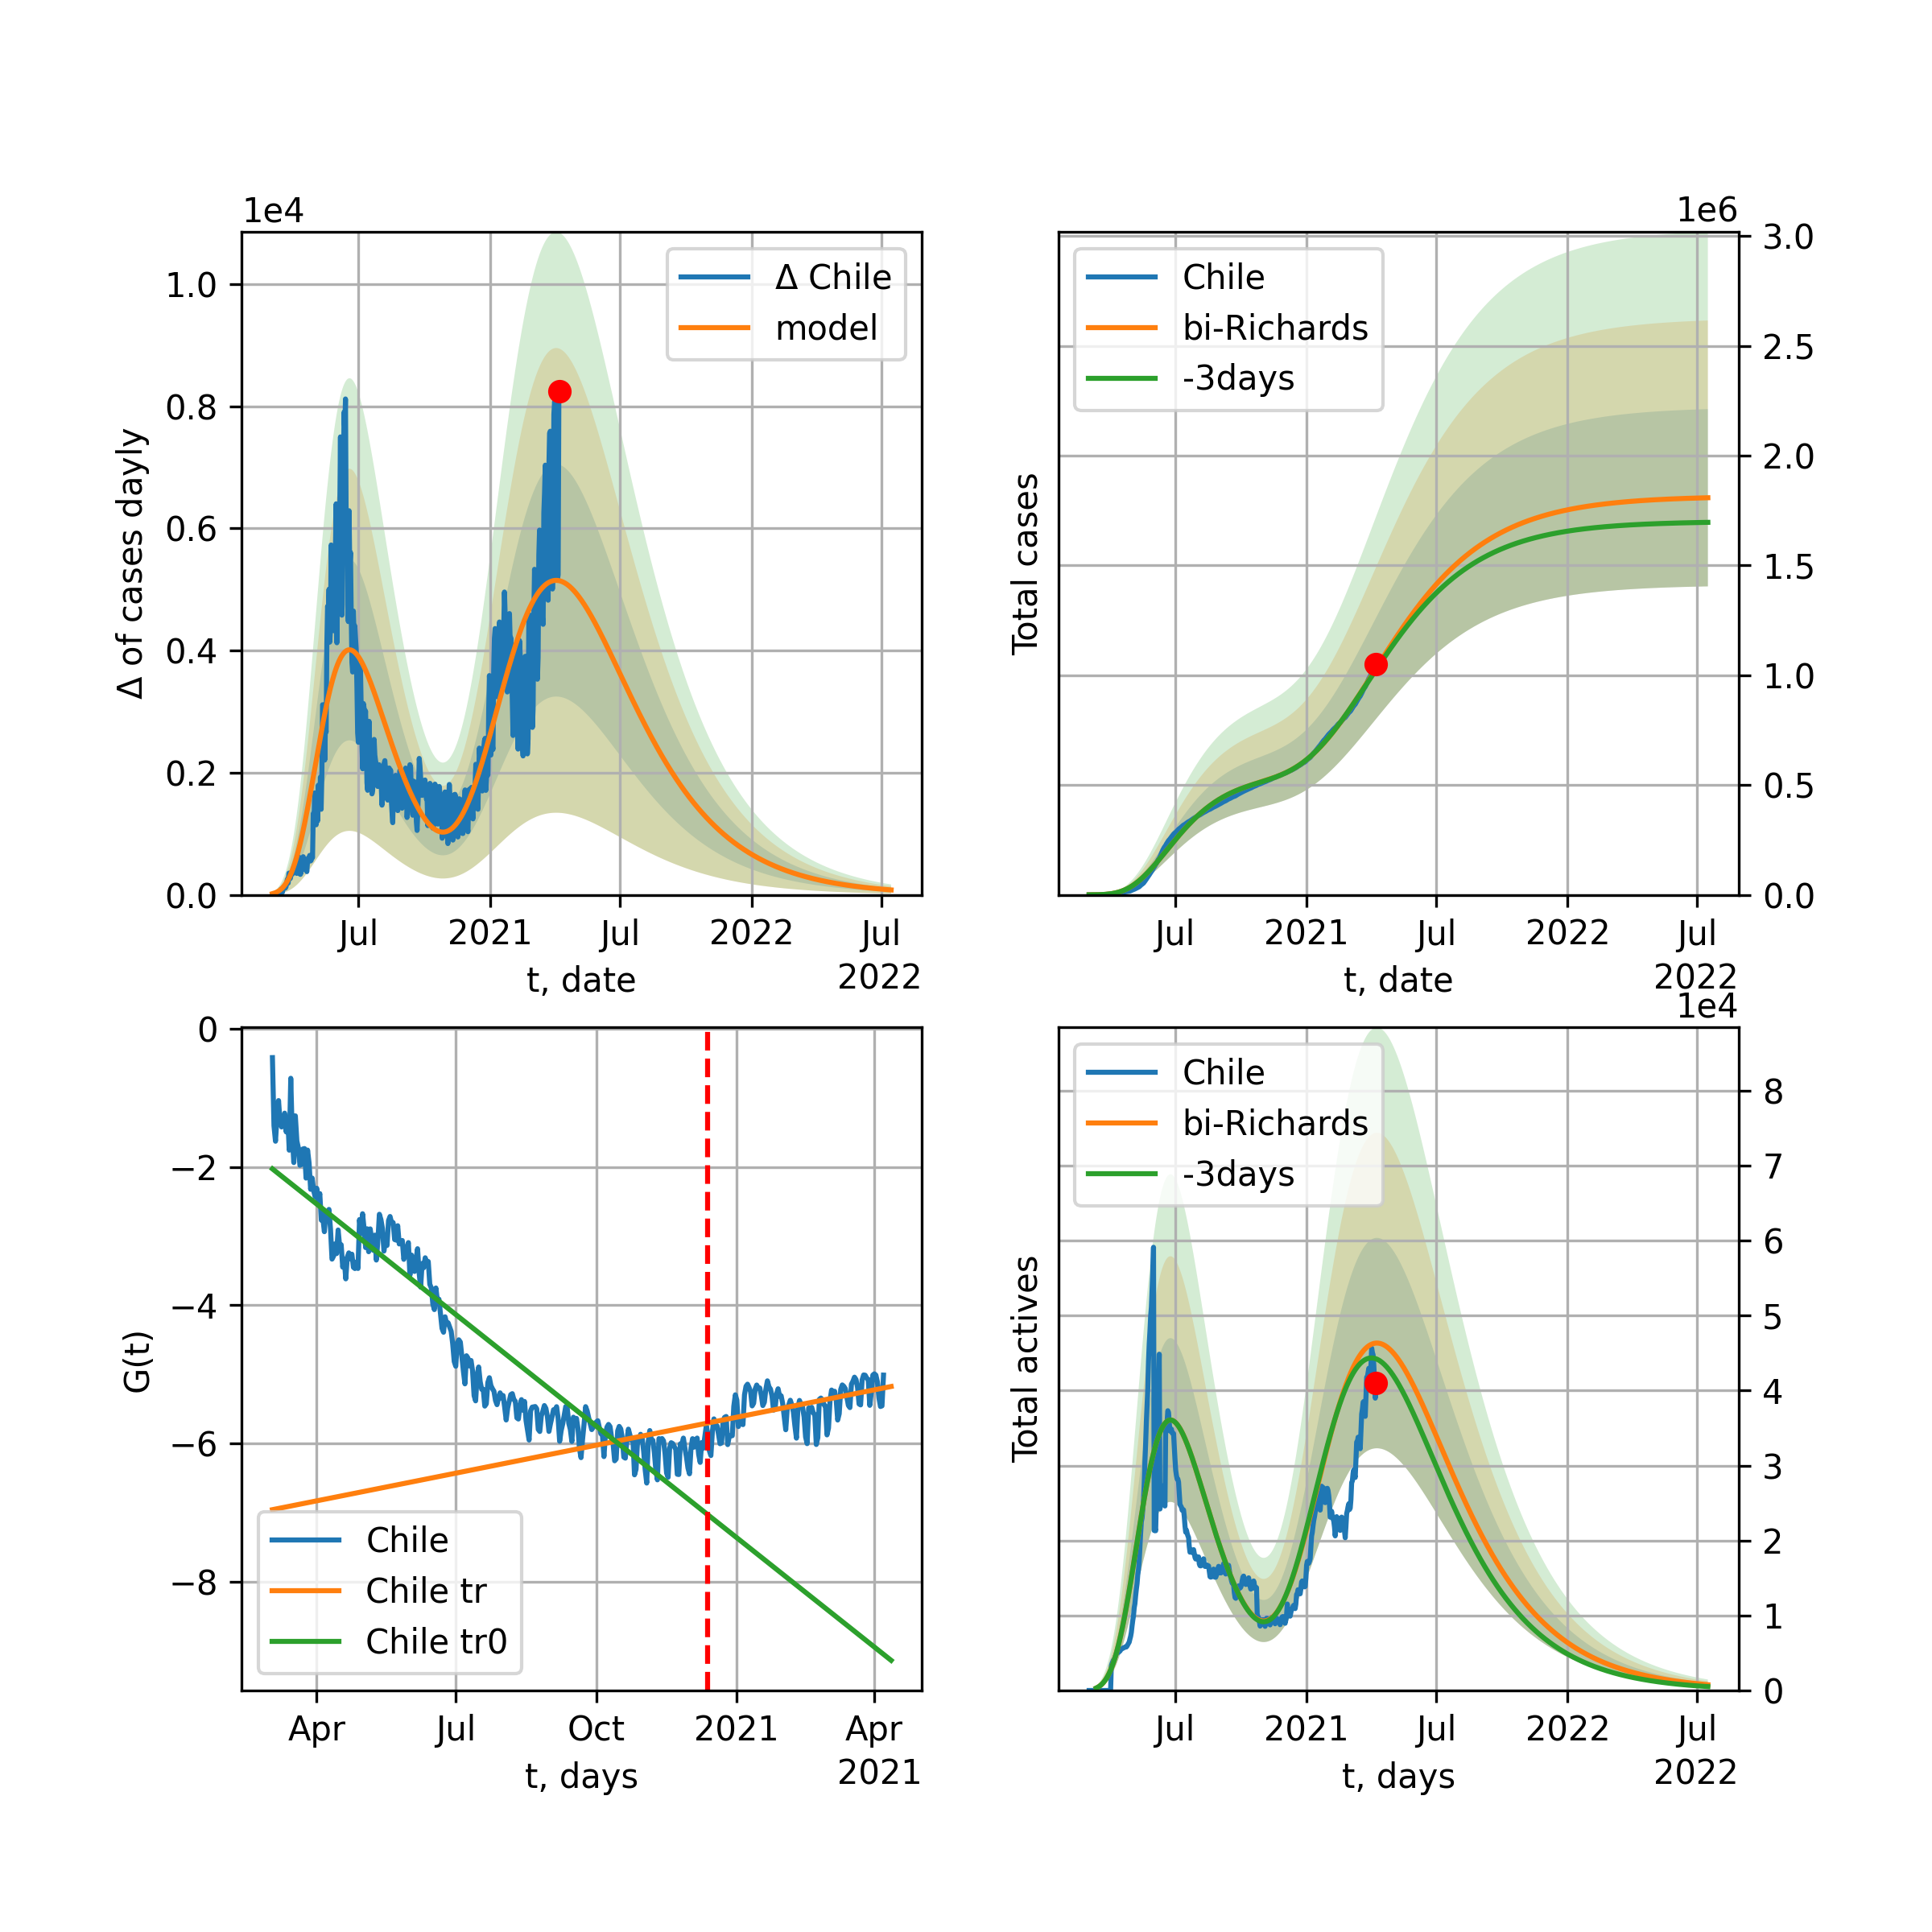 1e4
1.0
0.8
0.6
0.4
0.2
0.0
Δ of cases dayly
Δ Chile
model
Jul
2021
Jul
2022
Jul
2022
t, date
1e6
Chile
bi-Richards
-3days
Total cases
3.0
2.5
2.0
1.5
1.0
0.5
0.0
Jul
2021
Jul
2022
Jul
2022
t, date
0
−2
−4
−6
−8
G(t)
Chile
Chile tr
Chile tr0
Apr
Jul
Oct
2021
Apr
2021
t, days
1e4
Chile
bi-Richards
-3days
Total actives
8
7
6
5
4
3
2
1
0
Jul
2021
Jul
2022
Jul
2022
t, days